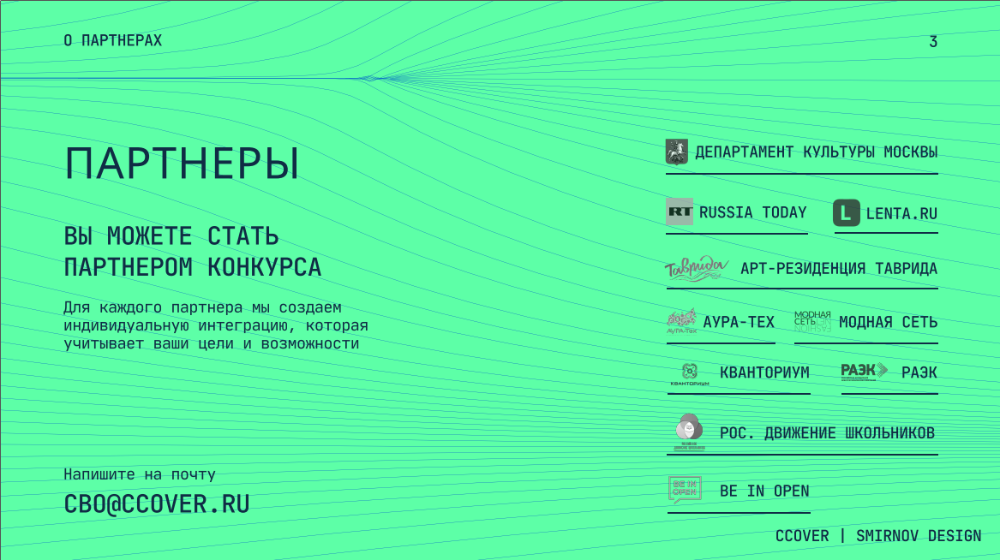 О ПАРТНЕРАХ
3
ПАРТНЕРЫ
ВЫ МОЖЕТЕ СТАТЬ
ПАРТНЕРОМ КОНКУРСА
Для каждого партнера мы создаем
индивидуальную интеграцию, которая
учитывает ваши цели и возможности
Напишите на почту
CBO@CCOVER.RU
ДЕПАРТАМЕНТ КУЛЬТУРЫ МОСКВЫ
RT RUSSIA TODAY
L LENTA.RU
Таврида АРТ-РЕЗИДЕНЦИЯ ТАВРИДА
АУРА-Тех АУРА-ТЕХ
МОДНАЯ
СЕТЬ
FASHION
МОДНАЯ СЕТЬ
КВАНТОРИУМ КВАНТОРИУМ
РАЭК РАЭК
РОС. ДВИЖЕНИЕ ШКОЛЬНИКОВ
BE IN
OPEN
BE IN OPEN
CCOVER | SMIRNOV DESIGN